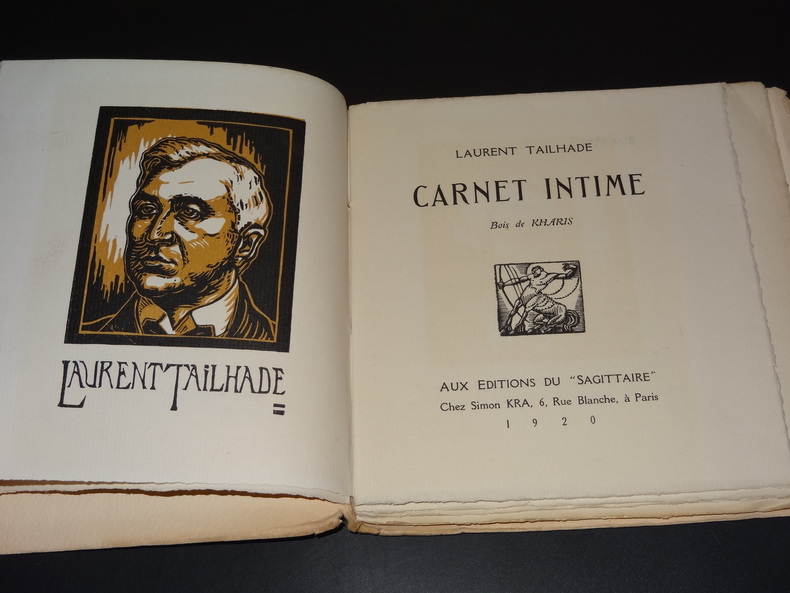 LAURENT TAILHADE
LAURENT TAILHADE
CARNET INTIME
Bois de KHARIS
AUX EDITIONS DU "SAGITTAIRE"
Chez Simon KRA, 6, Rue Blanche, à Paris
1 9 2 0